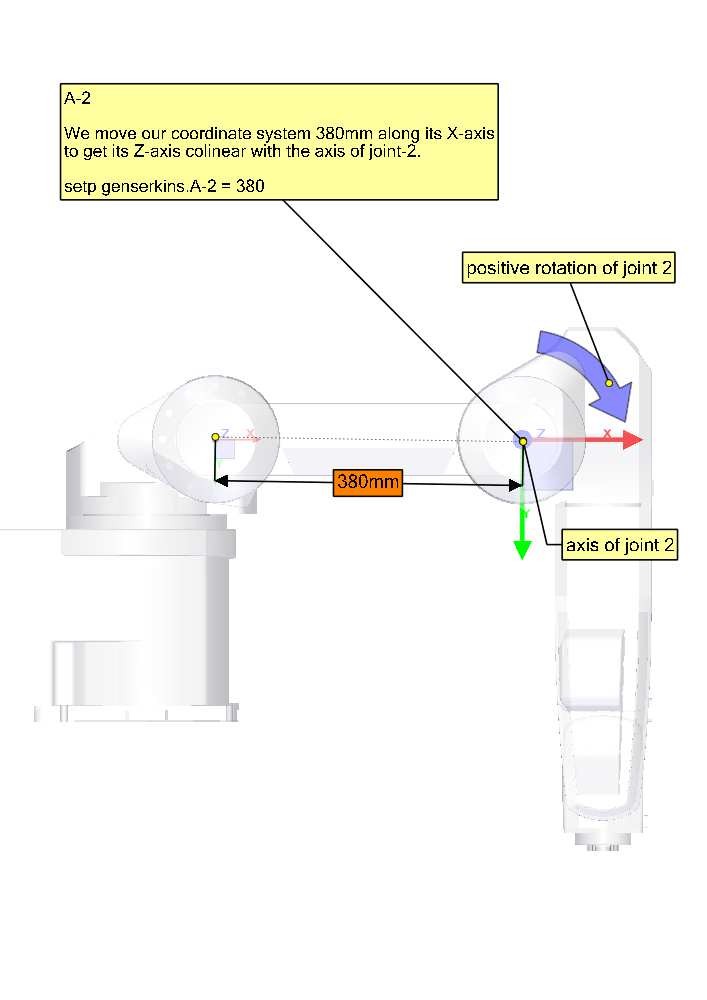 A-2
We move our coordinate system 380mm along its X-axis
to get its Z-axis colinear with the axis of joint-2.
setp genserkins.A-2 = 380
positive rotation of joint 2
Z
X
Y
Z
X
380mm
Y
axis of joint 2